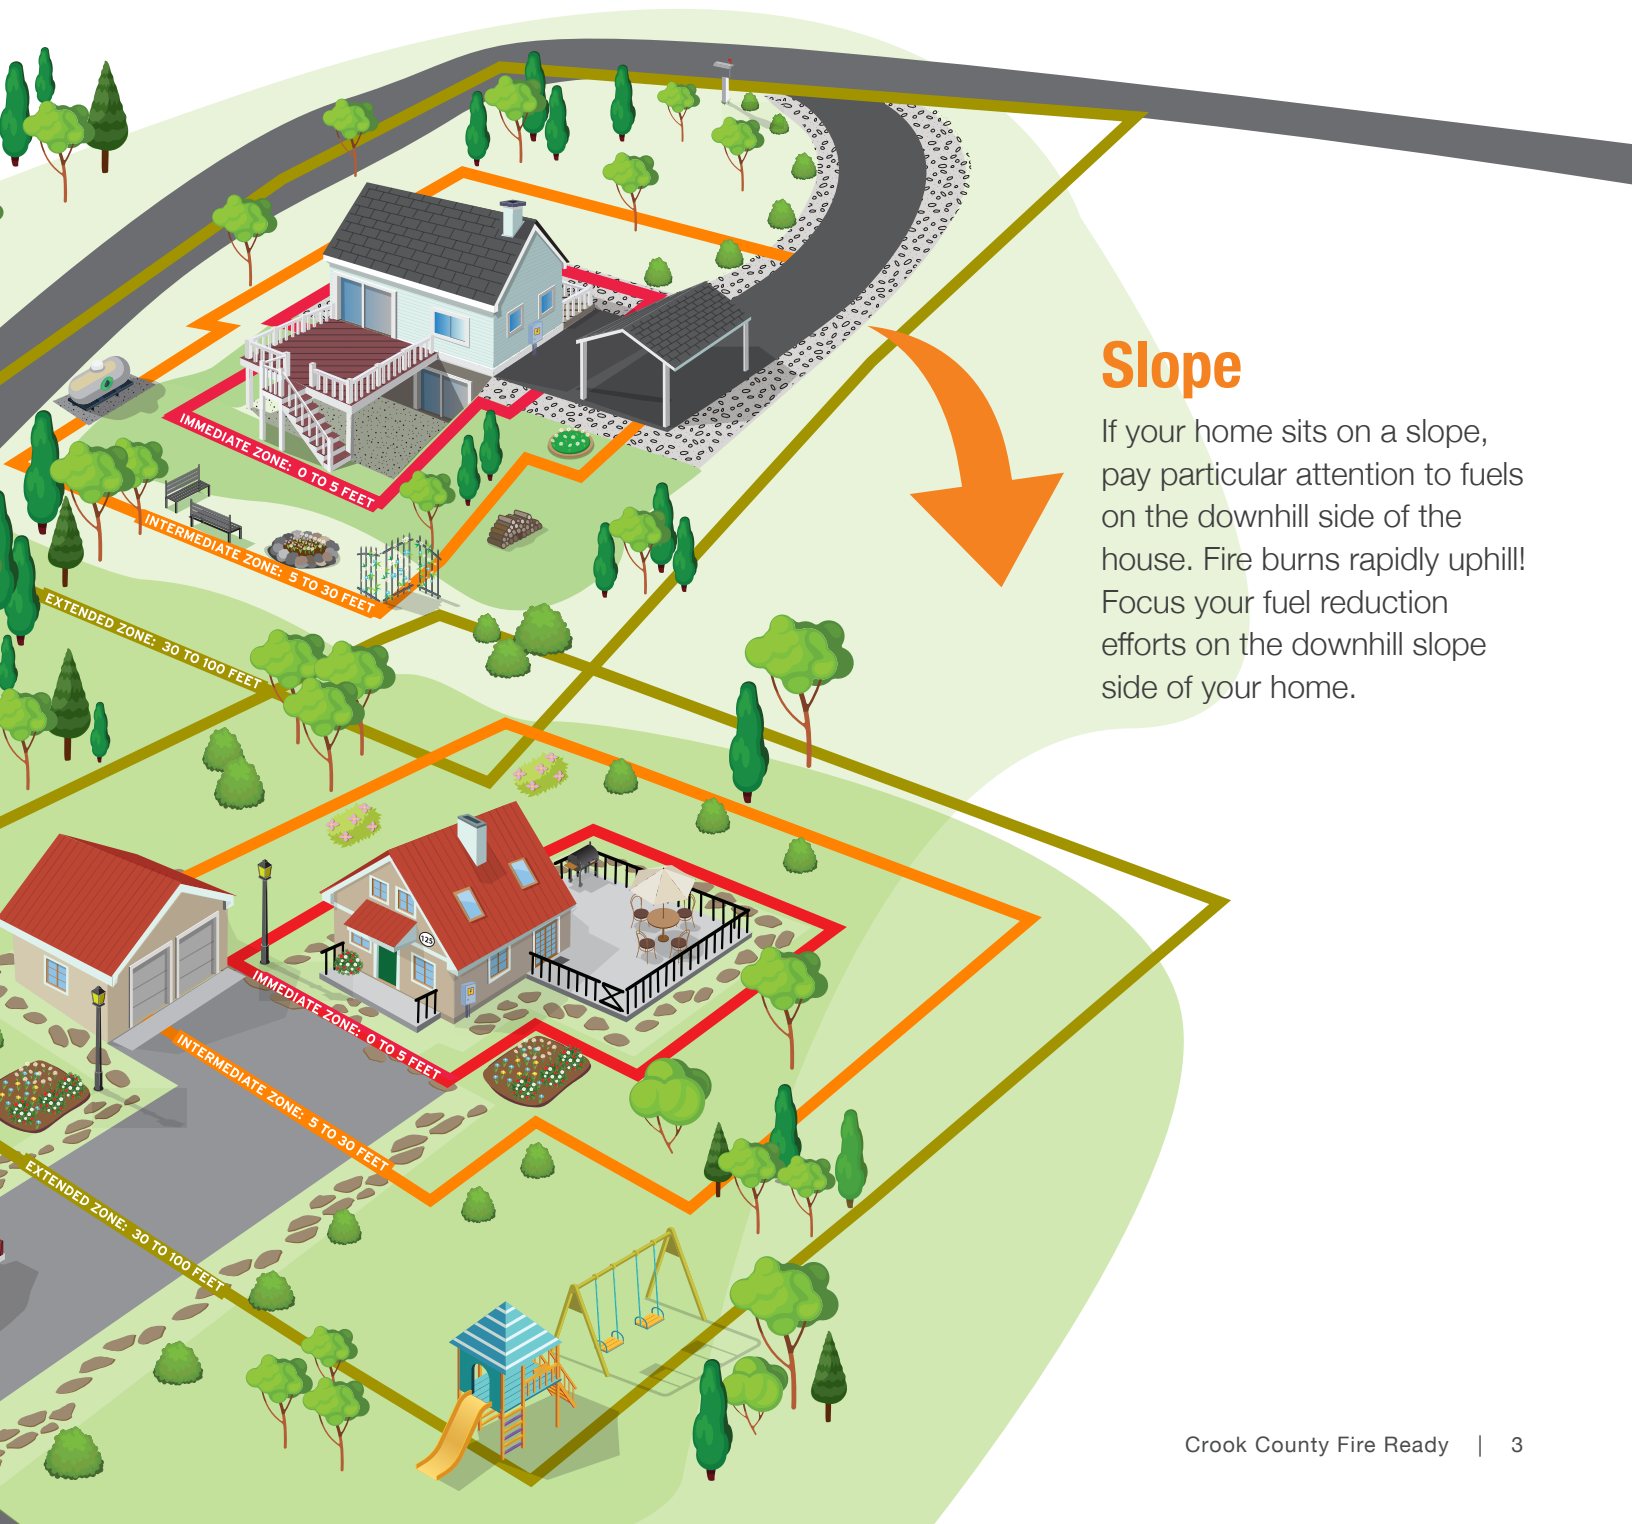 IMMEDIATE ZONE: 0 TO 5 FEET
INTERMEDIATE ZONE: 5 TO 30 FEET
EXTENDED ZONE: 30 TO 100 FEET
Slope
If your home sits on a slope,
pay particular attention to fuels
on the downhill side of the
house. Fire burns rapidly uphill!
Focus your fuel reduction
efforts on the downhill slope
side of your home.
125
IMMEDIATE ZONE: 0 TO 5 FEET
INTERMEDIATE ZONE: 5 TO 30 FEET
EXTENDED ZONE: 30 TO 100 FEET
Crook County Fire Ready | 3